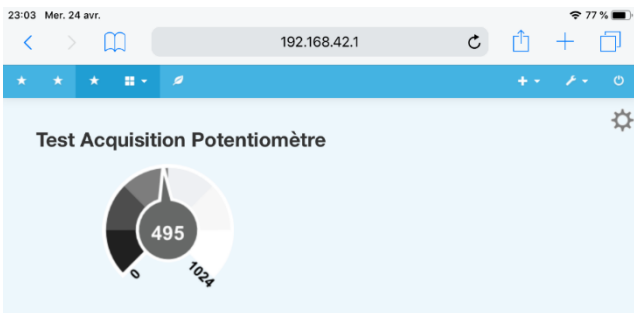 23:03 Mer. 24 avr. 77 %
192.168.42.1
Test Acquisition Potentiomètre
495
0
1024